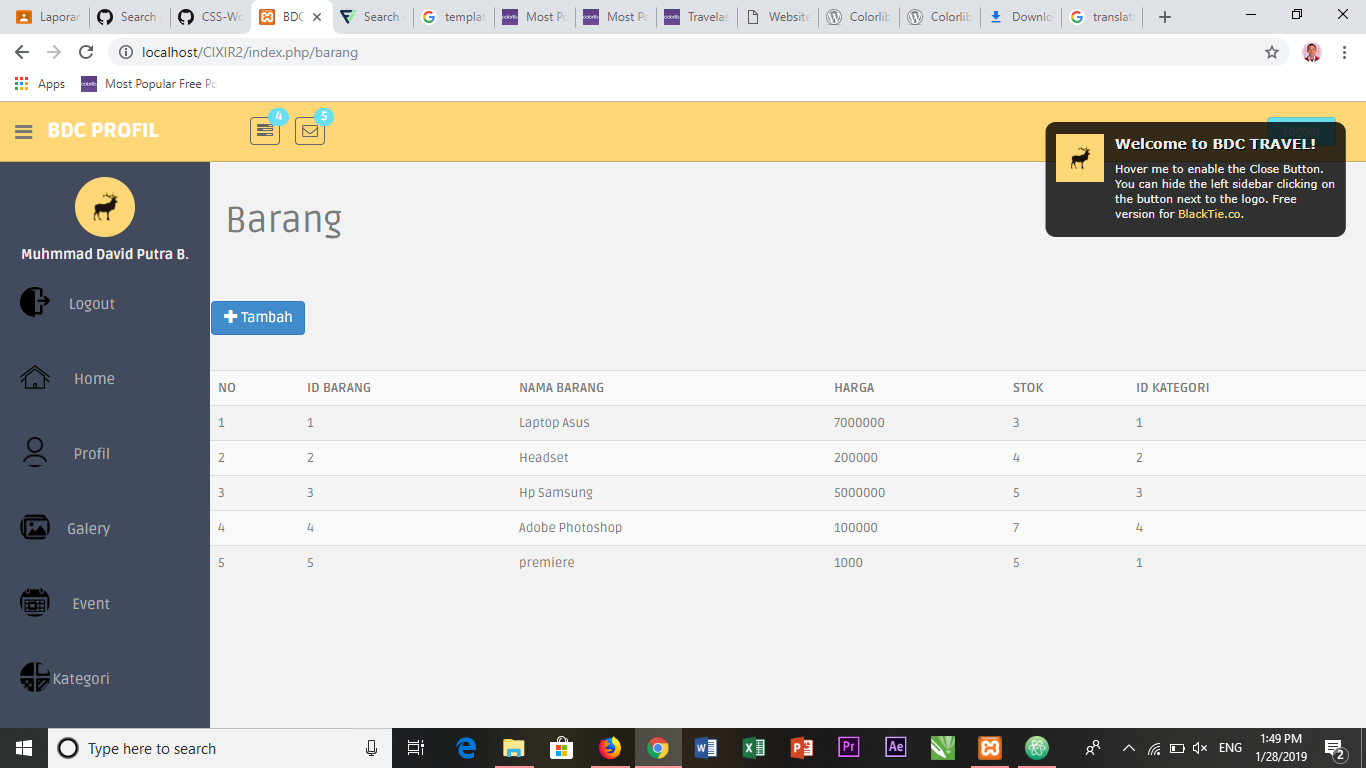 Laporar
Search
CSS-Wo
BDC
Search
templat
Most Po
Most Po
Travelas
Website
Colorlib
Colorlib
Downlo
translat
localhost/CIXIR2/index.php/barang
Apps
Most Popular Free Po
BDC PROFIL
4
5
Logout
Welcome to BDC TRAVEL!
Hover me to enable the Close Button.
You can hide the left sidebar clicking on
the button next to the logo. Free
version for BlackTie.co.
Muhmmad David Putra B.
Logout
Home
Profil
Galery
Event
Kategori
Barang
Tambah
NO ID BARANG NAMA BARANG HARGA STOK ID KATEGORI
1 1 Laptop Asus 7000000 3 1
2 2 Headset 200000 4 2
3 3 Hp Samsung 5000000 5 3
4 4 Adobe Photoshop 100000 7 4
5 5 premiere 1000 5 1
Type here to search
ENG
1:49 PM
1/28/2019
2